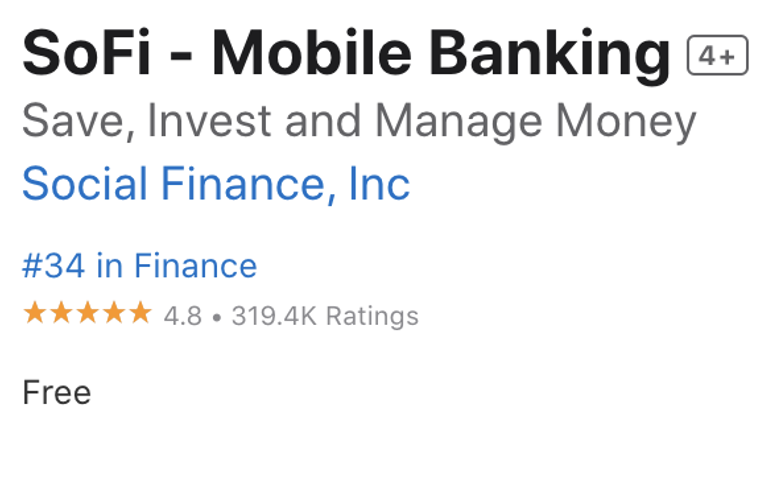 SoFi - Mobile Banking 4+
Save, Invest and Manage Money
Social Finance, Inc
#34 in Finance
★★★★★ 4.8 • 319.4K Ratings
Free